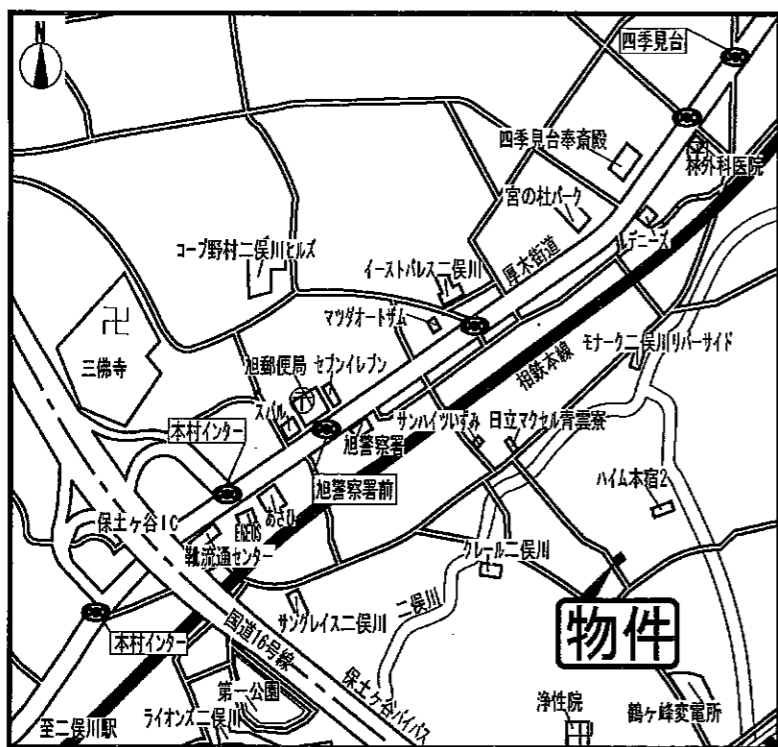 N
四季見台
四季見台奉斎殿
林外科医院
宮の杜パーク
デニーズ
コープ野村二俣川ヒルズ
イーストパレス二俣川
厚木街道
マツダオートザム
モナーク二俣川リバーサイド
相鉄本線
三佛寺
旭郵便局
セブンイレブン
スバル
サンハイツいずみ
日立マクセル青雲寮
本村インター
旭警察署
旭警察署前
ハイム本宿2
あさひ
ENEOS
保土ヶ谷IC
靴流通センター
クレール二俣川
二俣川
サングレイス二俣川
物件
本村インター
国道16号線
第一公園
保土ヶ谷バイパス
浄性院
鶴ヶ峰変電所
至二俣川駅
ライオンズ二俣川